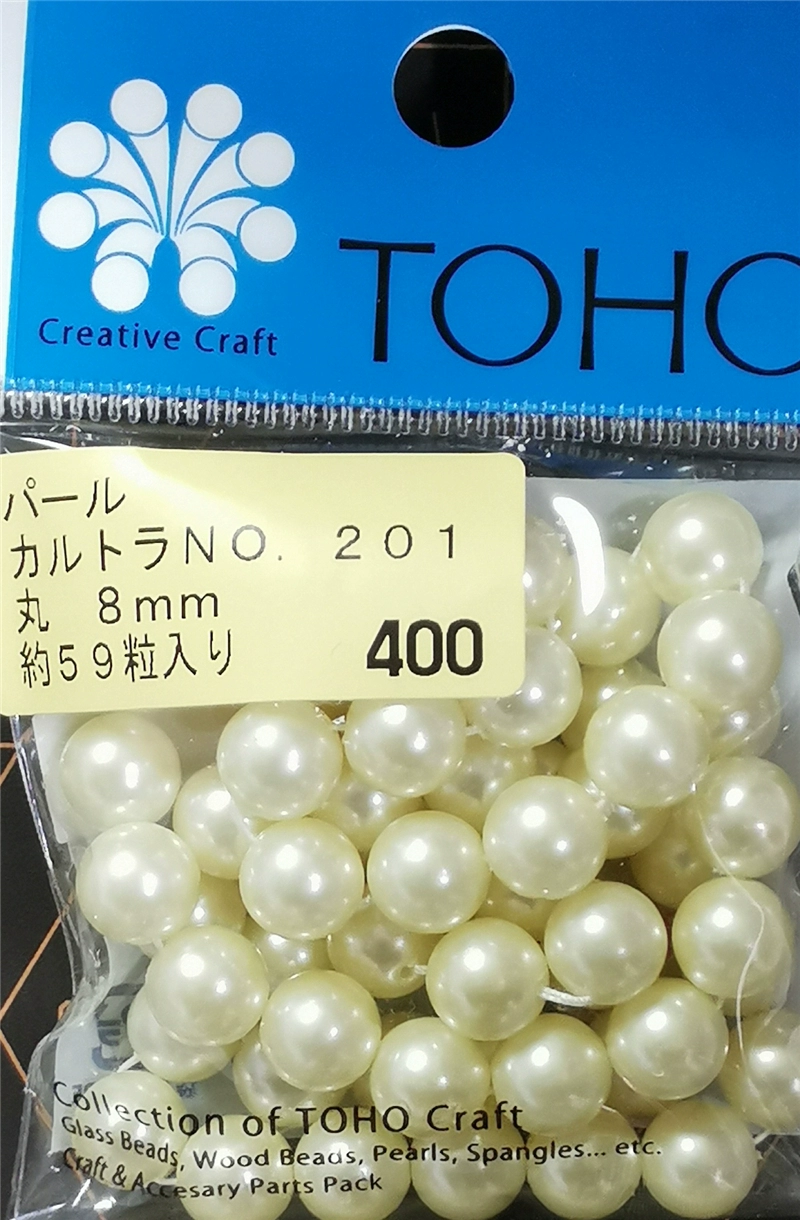 Creative Craft
TOHO
パール
カルトラNO. 201
丸 8mm
約59粒入り
400
Collection of TOHO Craft
Glass Beads, Wood Beads, Pearls, Spangles... etc.
Craft & Accesary Parts Pack